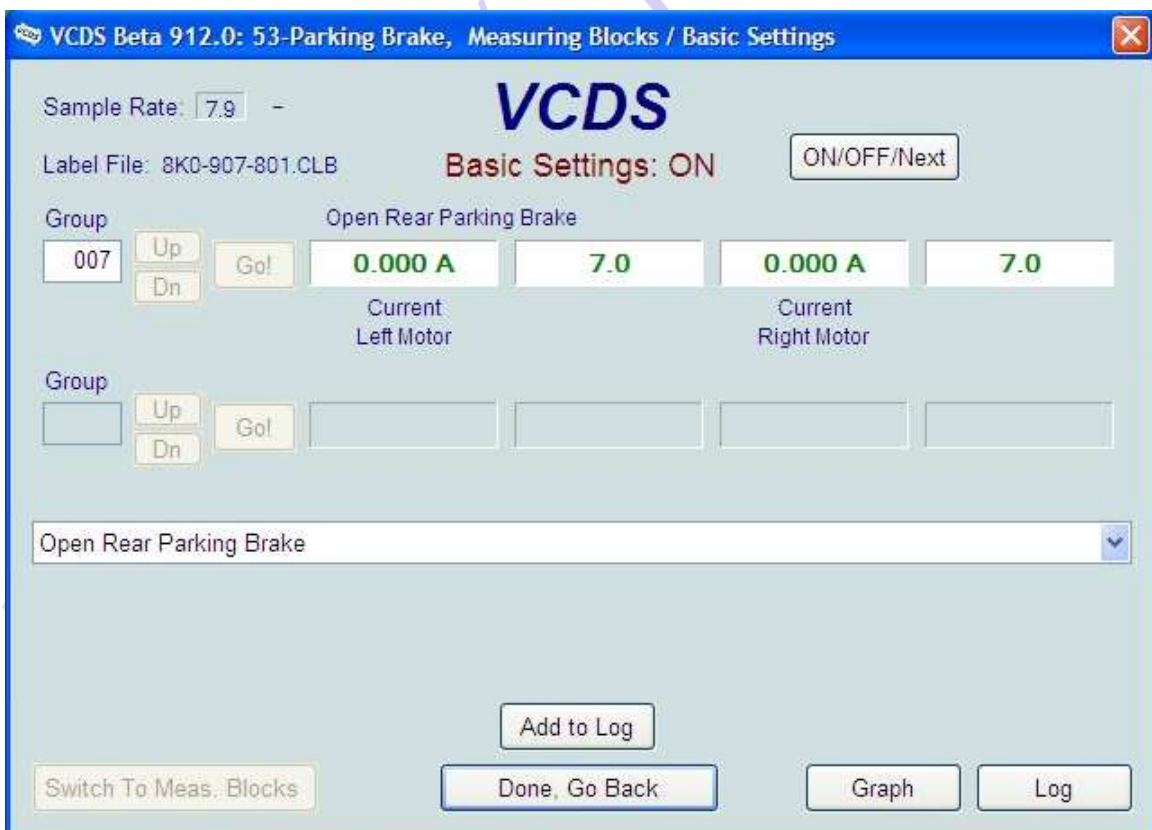 VCDS Beta 912.0: 53-Parking Brake, Measuring Blocks / Basic Settings
Sample Rate: 7.9 -
VCDS
Label File: 8K0-907-801.CLB
Basic Settings: ON
ON/OFF/Next
Group
Open Rear Parking Brake
007
Up
Dn
Go!
0.000 A
7.0
0.000 A
7.0
Current
Left Motor
Current
Right Motor
Group
Up
Dn
Go!
Open Rear Parking Brake
Add to Log
Switch To Meas. Blocks
Done, Go Back
Graph
Log